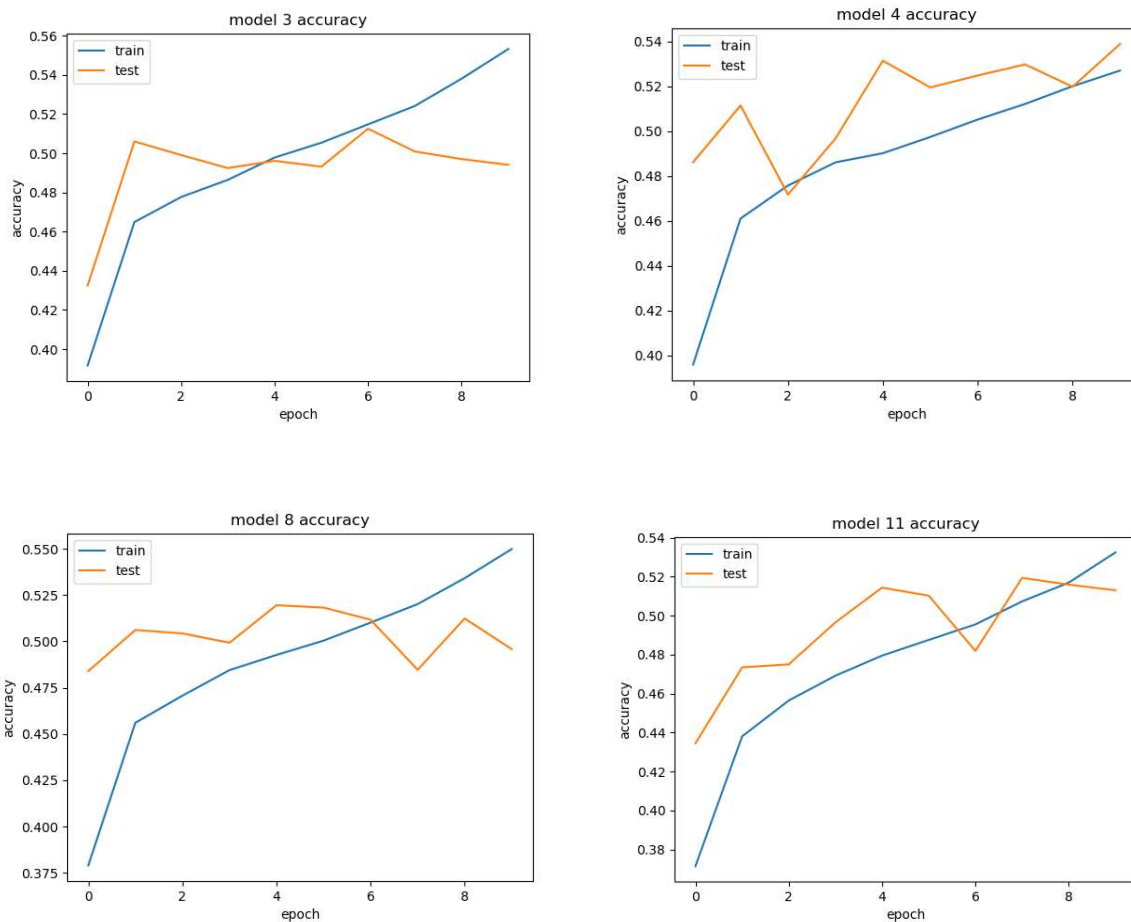 model 3 accuracy
train
test
0.56
0.54
0.52
0.50
0.48
0.46
0.44
0.42
0.40
accuracy
0 2 4 6 8
epoch
model 4 accuracy
train
test
0.54
0.52
0.50
0.48
0.46
0.44
0.42
0.40
accuracy
0 2 4 6 8
epoch
model 8 accuracy
train
test
0.550
0.525
0.500
0.475
0.450
0.425
0.400
0.375
accuracy
0 2 4 6 8
epoch
model 11 accuracy
train
test
0.54
0.52
0.50
0.48
0.46
0.44
0.42
0.40
0.38
accuracy
0 2 4 6 8
epoch